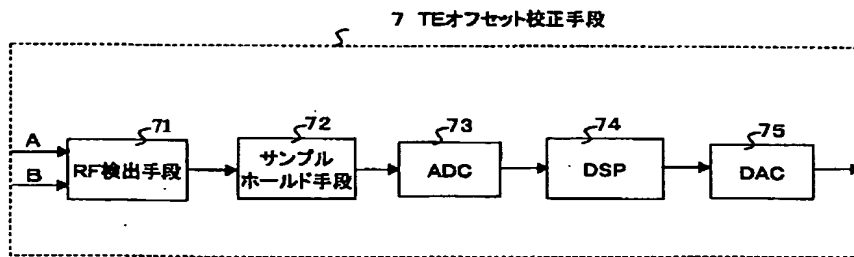 7 TEオフセット校正手段
A
B
71
RF検出手段
72
サンプル
ホールド手段
73
ADC
74
DSP
75
DAC